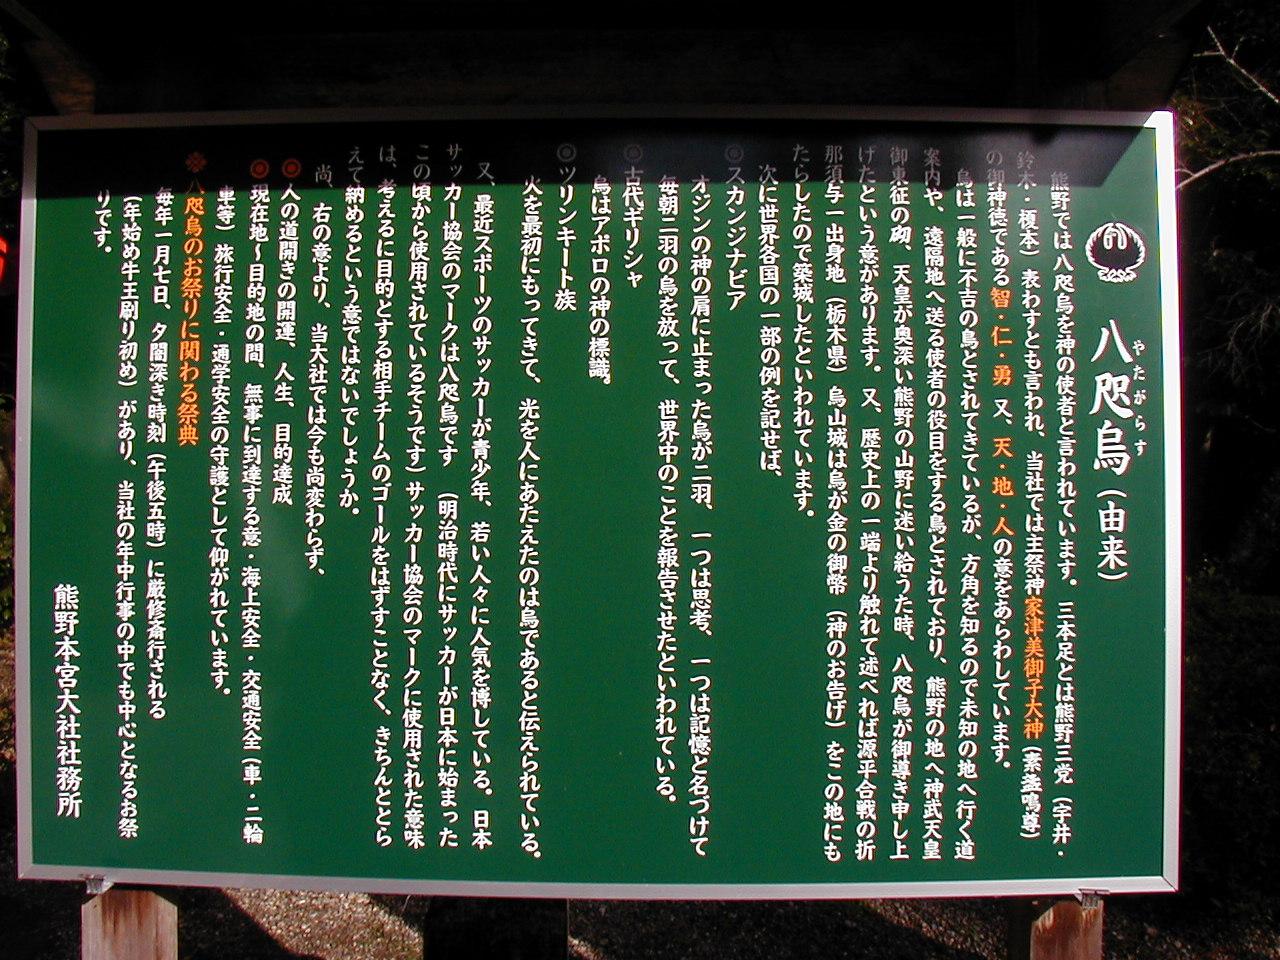 八咫烏（由来）
やたがらす
熊野では八咫烏を神の使者と言われています。三本足とは熊野三党（宇井・
鈴木・榎本）表わすとも言われ、当社では主祭神家津美御子大神（素盞鳴尊）
の御神徳である智・仁・勇 又、天・地・人の意をあらわしています。
烏は一般に不吉の鳥とされてきているが、方角を知るので未知の地へ行く道
案内や、遠隔地へ送る使者の役目をする鳥とされており、熊野の地へ神武天皇
御東征の砌、天皇が奥深い熊野の山野に迷い給うた時、八咫烏が御導き申し上
げたという意があります。又、歴史上の一端より触れて述べれば源平合戦の折
那須与一出身地（栃木県）烏山城は烏が金の御幣（神のお告げ）をこの地にも
たらしたので築城したといわれています。
次に世界各国の一部の例を記せば、
◎スカンジナビア
オジンの神の肩に止まった烏が二羽、一つは思考、一つは記憶と名づけて
毎朝二羽の烏を放って、世界中のことを報告させたといわれている。
◎古代ギリシャ
烏はアポロの神の標識。
◎ツリンキート族
火を最初にもってきて、光を人にあたえたのは烏であると伝えられている。
又、最近スポーツのサッカーが青少年、若い人々に人気を博している。日本
サッカー協会のマークは八咫烏です（明治時代にサッカーが日本に始まった
この頃から使用されているそうです）サッカー協会のマークに使用された意味
は、考えるに目的とする相手チームのゴールをはずすことなく、きちんととら
えて納めるという意ではないでしょうか。
尚、右の意より、当大社では今も尚変わらず、
◎人の道開きの開運、人生、目的達成
◎現在地～目的地の間、無事に到達する意・海上安全・交通安全（車・二輪
車等）旅行安全・通学安全の守護として仰がれています。
※八咫烏のお祭りに関わる祭典
毎年一月七日、夕闇深き時刻（午後五時）に厳修斎行される
（年始め牛王刷り初め）があり、当社の年中行事の中でも中心となるお祭
りです。
熊野本宮大社社務所